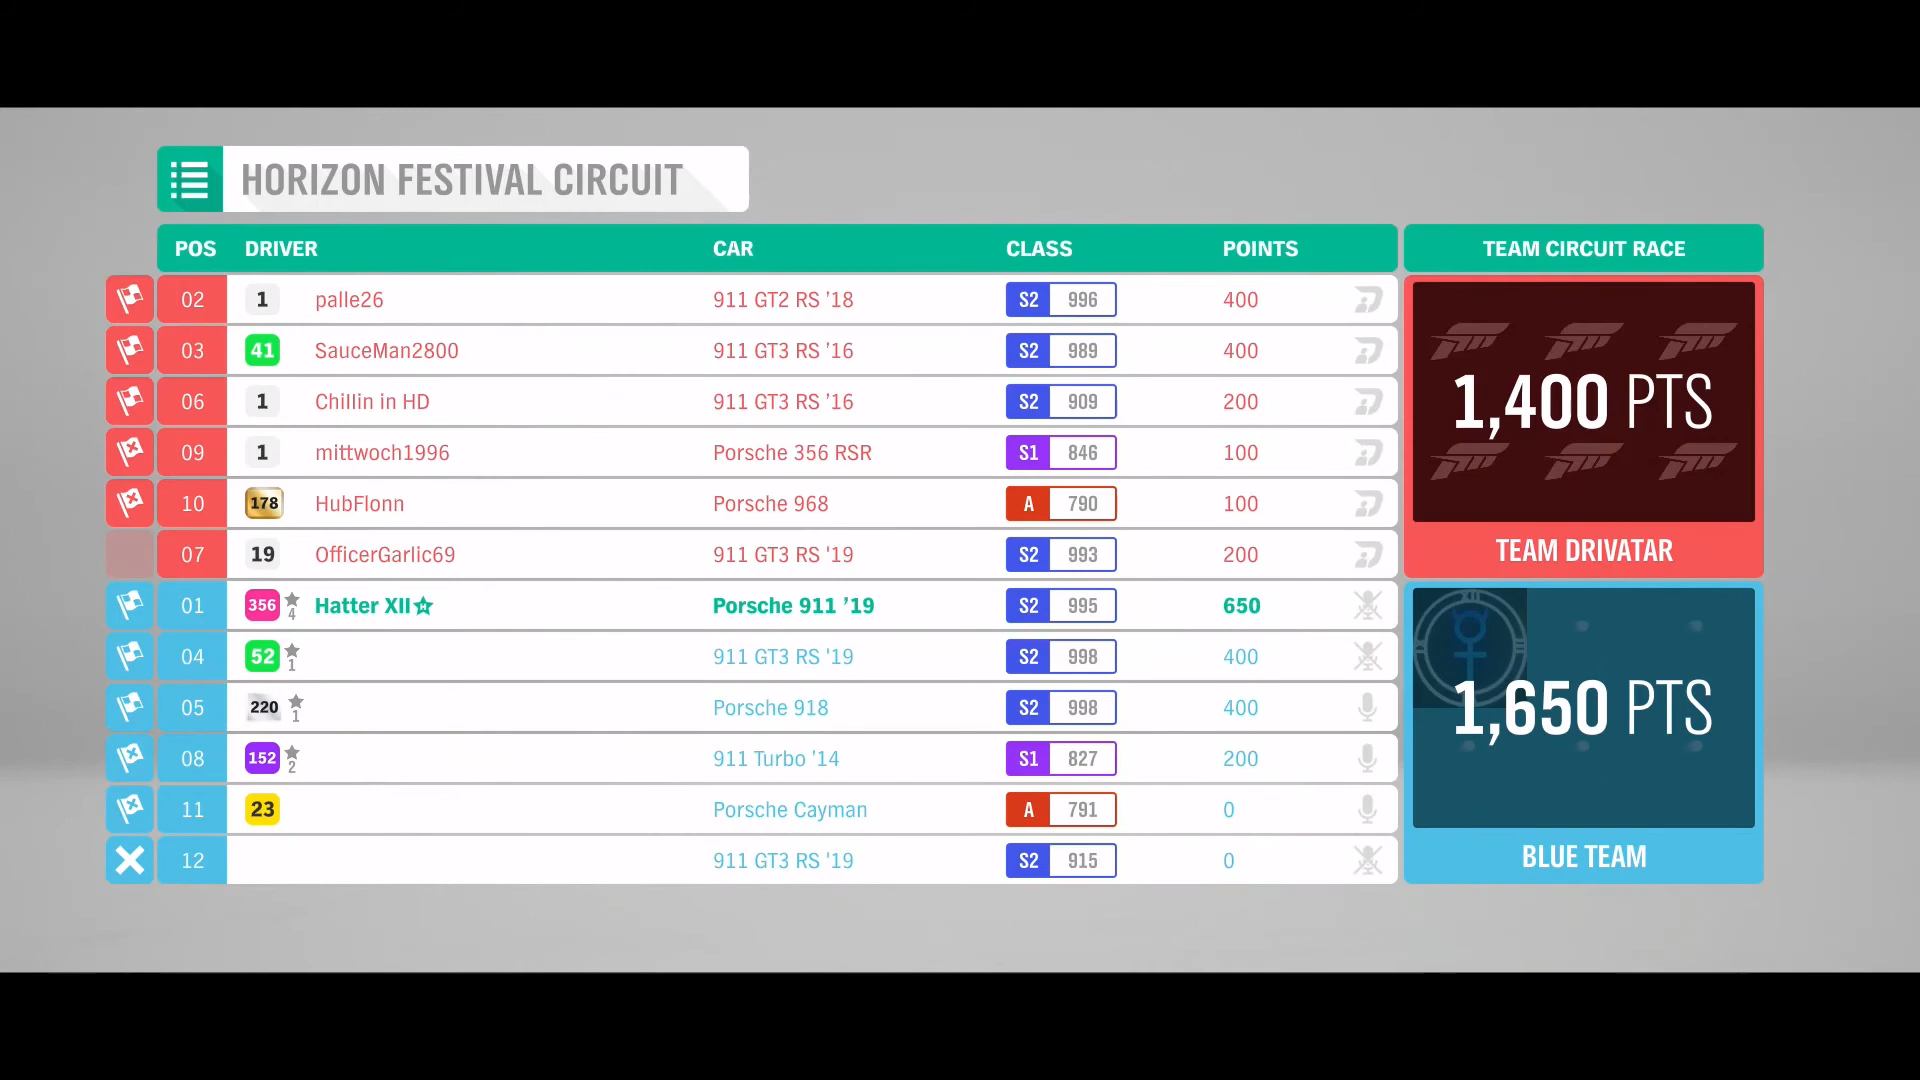 HORIZON FESTIVAL CIRCUIT
POS DRIVER CAR CLASS POINTS TEAM CIRCUIT RACE
02 1 palle26 911 GT2 RS '18 S2 996 400
03 41 SauceMan2800 911 GT3 RS '16 S2 989 400
06 1 Chillin in HD 911 GT3 RS '16 S2 909 200
09 1 mittwoch1996 Porsche 356 RSR S1 846 100
10 178 HubFlonn Porsche 968 A 790 100
07 19 OfficerGarlic69 911 GT3 RS '19 S2 993 200
1,400 PTS
TEAM DRIVATAR
01 356 4 Hatter XII Porsche 911 ’19 S2 995 650
04 52 1 911 GT3 RS '19 S2 998 400
05 220 1 Porsche 918 S2 998 400
08 152 2 911 Turbo '14 S1 827 200
11 23 Porsche Cayman A 791 0
12 911 GT3 RS '19 S2 915 0
XII
1,650 PTS
BLUE TEAM